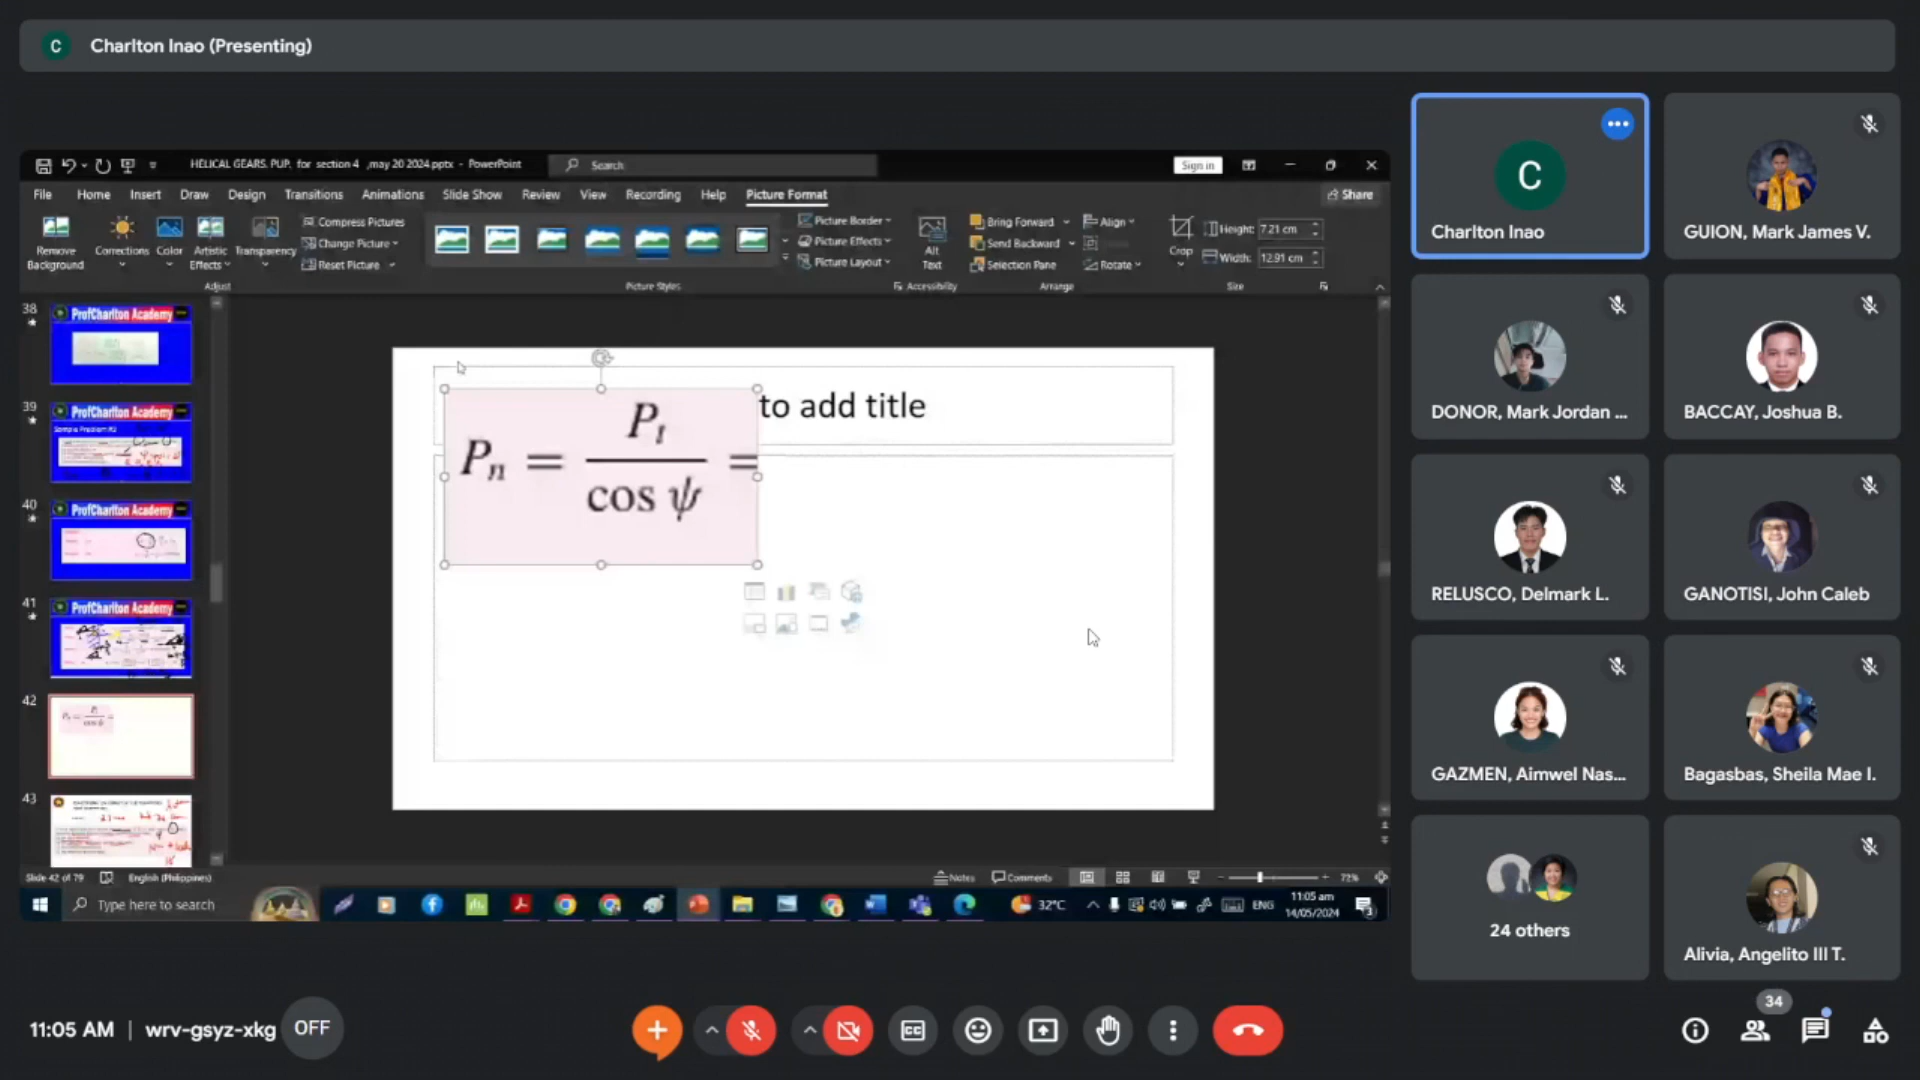 C Charlton Inao (Presenting)
HELICAL GEARS. PUP, for section 4 ,may 20 2024.pptx - PowerPoint
Search
Sign in
File Home Insert Draw Design Transitions Animations Slide Show Review View Recording Help Picture Format
Share
Remove Background
Corrections
Color
Artistic Effects
Transparency
Compress Pictures
Change Picture
Reset Picture
Adjust
Picture Styles
Picture Border
Picture Effects
Picture Layout
Alt Text
Accessibility
Bring Forward
Send Backward
Selection Pane
Align
Rotate
Arrange
Crop
Height: 7.21 cm
Width: 12.91 cm
Size
38
ProfCharlton Academy
39
ProfCharlton Academy
Sample Problem #2
40
ProfCharlton Academy
41
ProfCharlton Academy
42
Pn = Pt / cos ψ =
43
to add title
Pn = Pt / cos ψ =
Slide 42 of 79
English (Philippines)
Notes
Comments
72%
Type here to search
32°C
ENG
11:05 am
14/05/2024
3
C
Charlton Inao
GUION, Mark James V.
DONOR, Mark Jordan ...
BACCAY, Joshua B.
RELUSCO, Delmark L.
GANOTISI, John Caleb
GAZMEN, Aimwel Nas...
Bagasbas, Sheila Mae I.
24 others
Alivia, Angelito III T.
11:05 AM | wrv-gsyz-xkg
OFF
CC
34